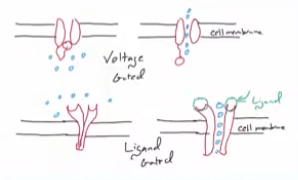 cell membrane
Voltage
Gated
Ligand
cell membrane
Ligand
Gated